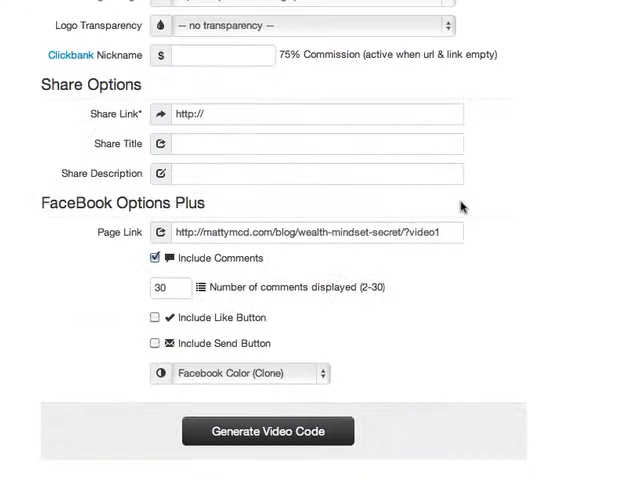 Logo Transparency -- no transparency --
Clickbank Nickname $ 75% Commission (active when url & link empty)
Share Options
Share Link* http://
Share Title
Share Description
FaceBook Options Plus
Page Link http://mattymcd.com/blog/wealth-mindset-secret/?video1
Include Comments
30 Number of comments displayed (2-30)
Include Like Button
Include Send Button
Facebook Color (Clone)
Generate Video Code